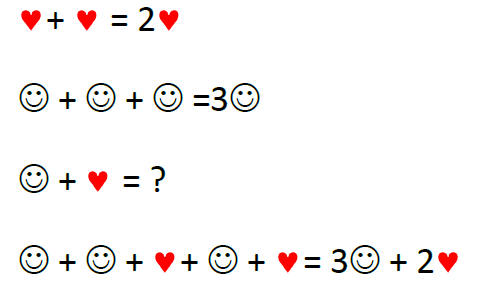 ♥+ ♥ = 2♥
☺ + ☺ + ☺ =3☺
☺ + ♥ = ?
☺ + ☺ + ♥+ ☺ + ♥= 3☺ + 2♥